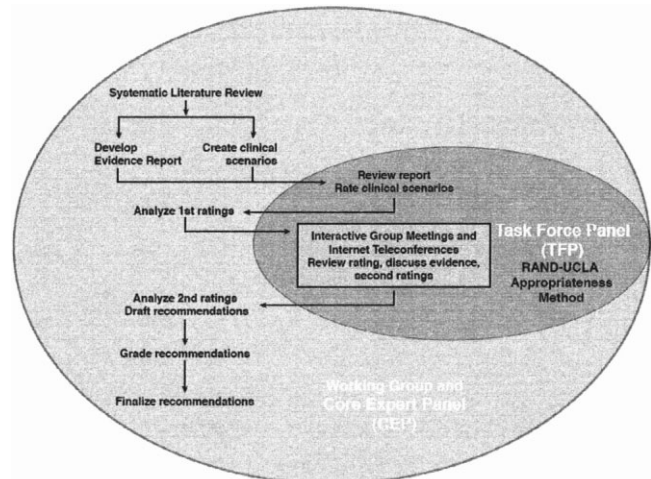 Systematic Literature Review
Develop
Evidence Report
Create clinical
scenarios
Review report
Rate clinical scenarios
Analyze 1st ratings
Interactive Group Meetings and
Internet Teleconferences
Review rating, discuss evidence,
second ratings
Task Force Panel
(TFP)
RAND-UCLA
Appropriateness
Method
Analyze 2nd ratings
Draft recommendations
Grade recommendations
Finalize recommendations
Working Group and
Core Expert Panel
(CEP)